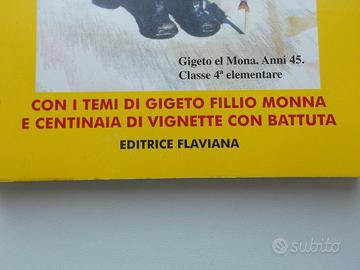 Gigeto el Mona. Anni 45.
Classe 4ª elementare
CON I TEMI DI GIGETO FILLIO MONNA
E CENTINAIA DI VIGNETTE CON BATTUTA
EDITRICE FLAVIANA
subito